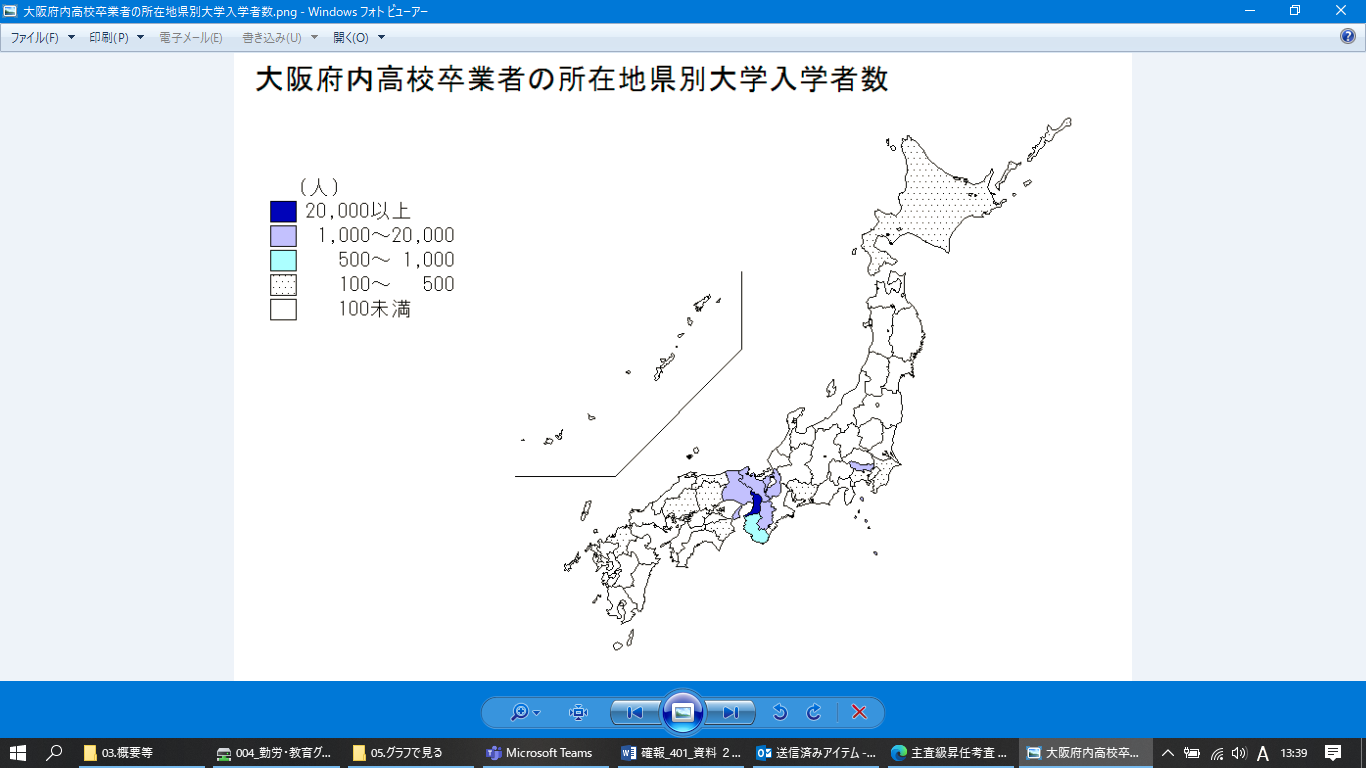 大阪府内高校卒業者の所在地県別大学入学者数.png - Windows フォト ビューアー
ファイル(F) 印刷(P) 電子メール(E) 書き込み(U) 開く(O)
大阪府内高校卒業者の所在地県別大学入学者数
(人)
20,000以上
1,000～20,000
500～ 1,000
100～ 500
100未満
03.概要等 004_勤労・教育グ... 05.グラフで見る Microsoft Teams 確報_401_資料 2... 送信済みアイテム -... 主査級昇任考査 ... 大阪府内高校卒... A 13:39